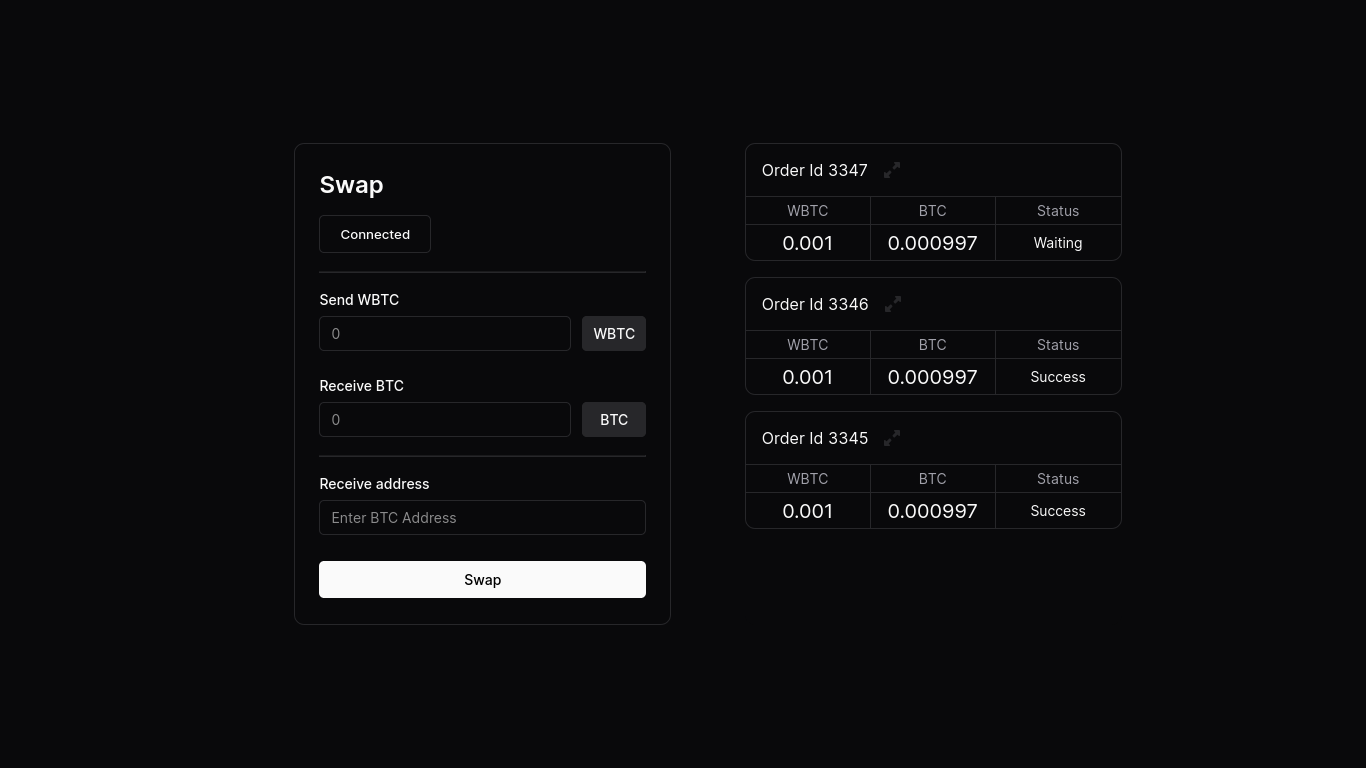 Swap
Connected
Send WBTC
0 WBTC
Receive BTC
0 BTC
Receive address
Enter BTC Address
Swap
Order Id 3347
WBTC BTC Status
0.001 0.000997 Waiting
Order Id 3346
WBTC BTC Status
0.001 0.000997 Success
Order Id 3345
WBTC BTC Status
0.001 0.000997 Success